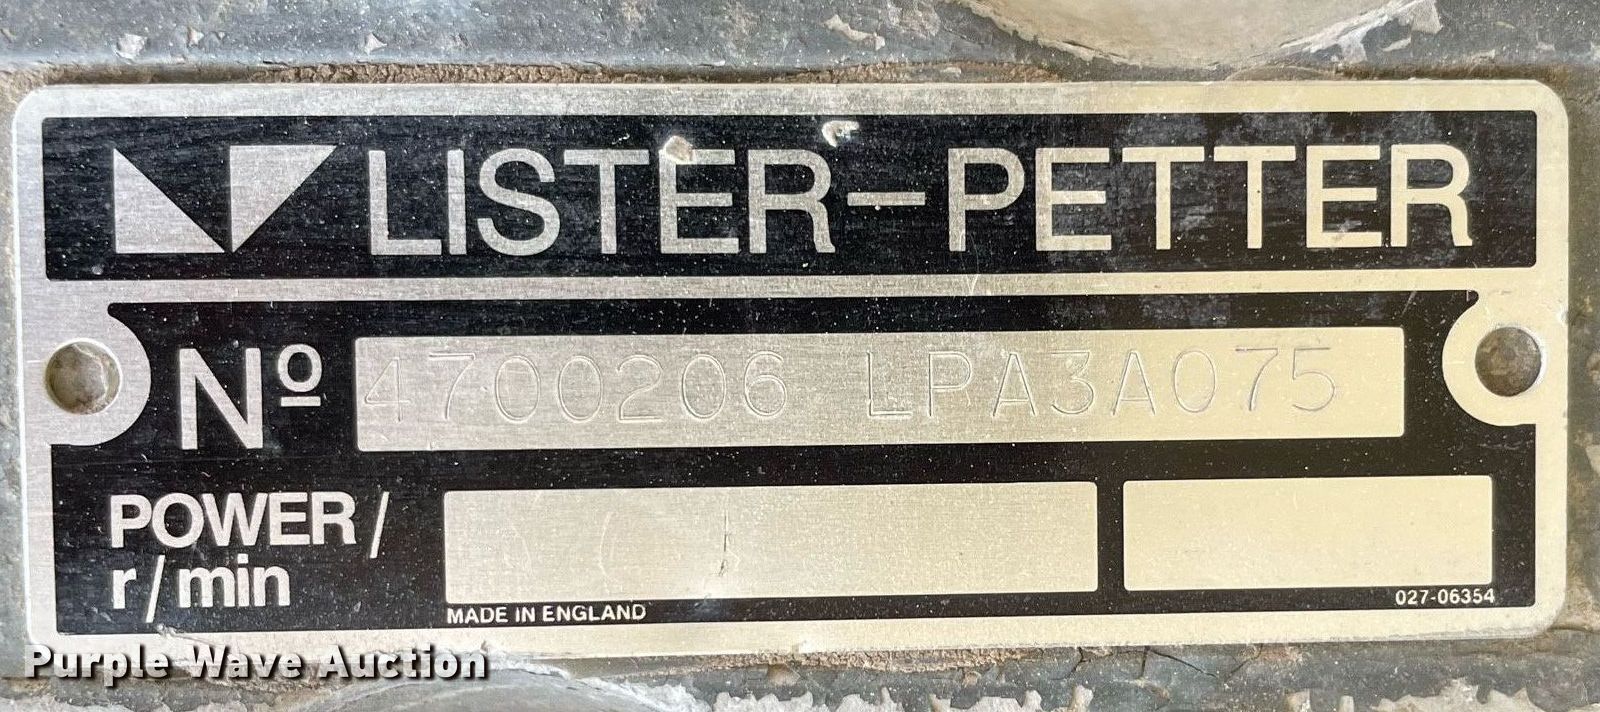 LISTER-PETTER
Nº 4700206 LPA3A075
POWER/
r/min
MADE IN ENGLAND
027-06354
Purple Wave Auction